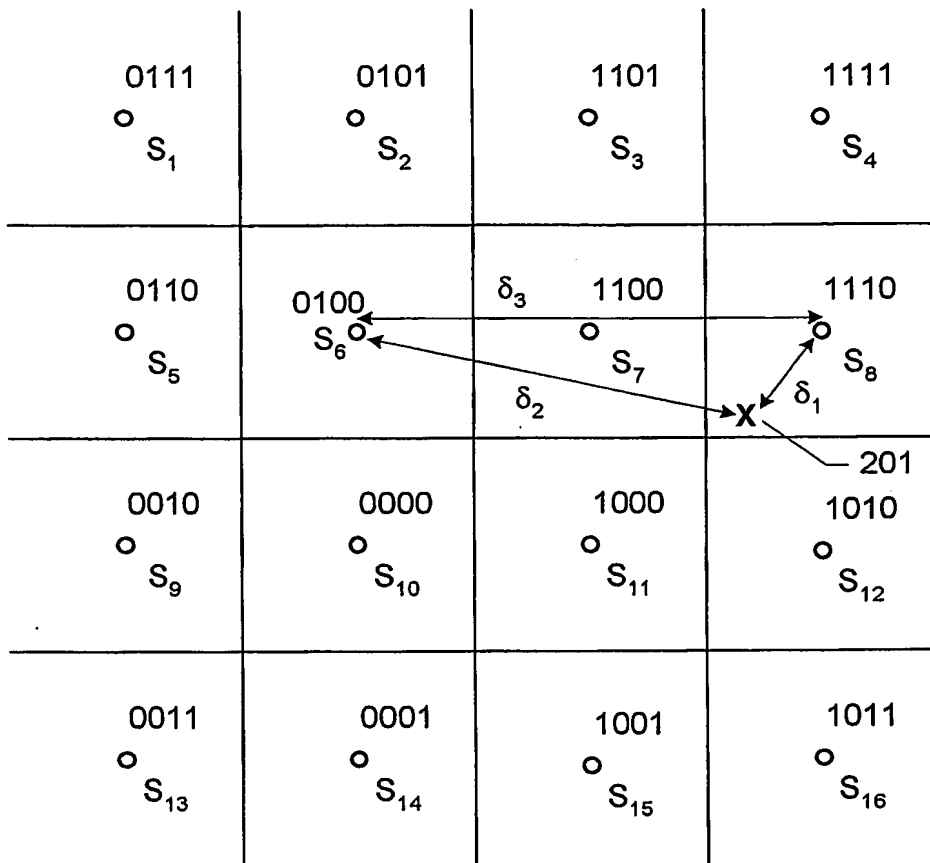 0111 0101 1101 1111
S₁ S₂ S₃ S₄
0110 0100 δ₃ 1100 1110
S₅ S₆ S₇ S₈
δ₂ X δ₁
201
0010 0000 1000 1010
S₉ S₁₀ S₁₁ S₁₂
0011 0001 1001 1011
S₁₃ S₁₄ S₁₅ S₁₆